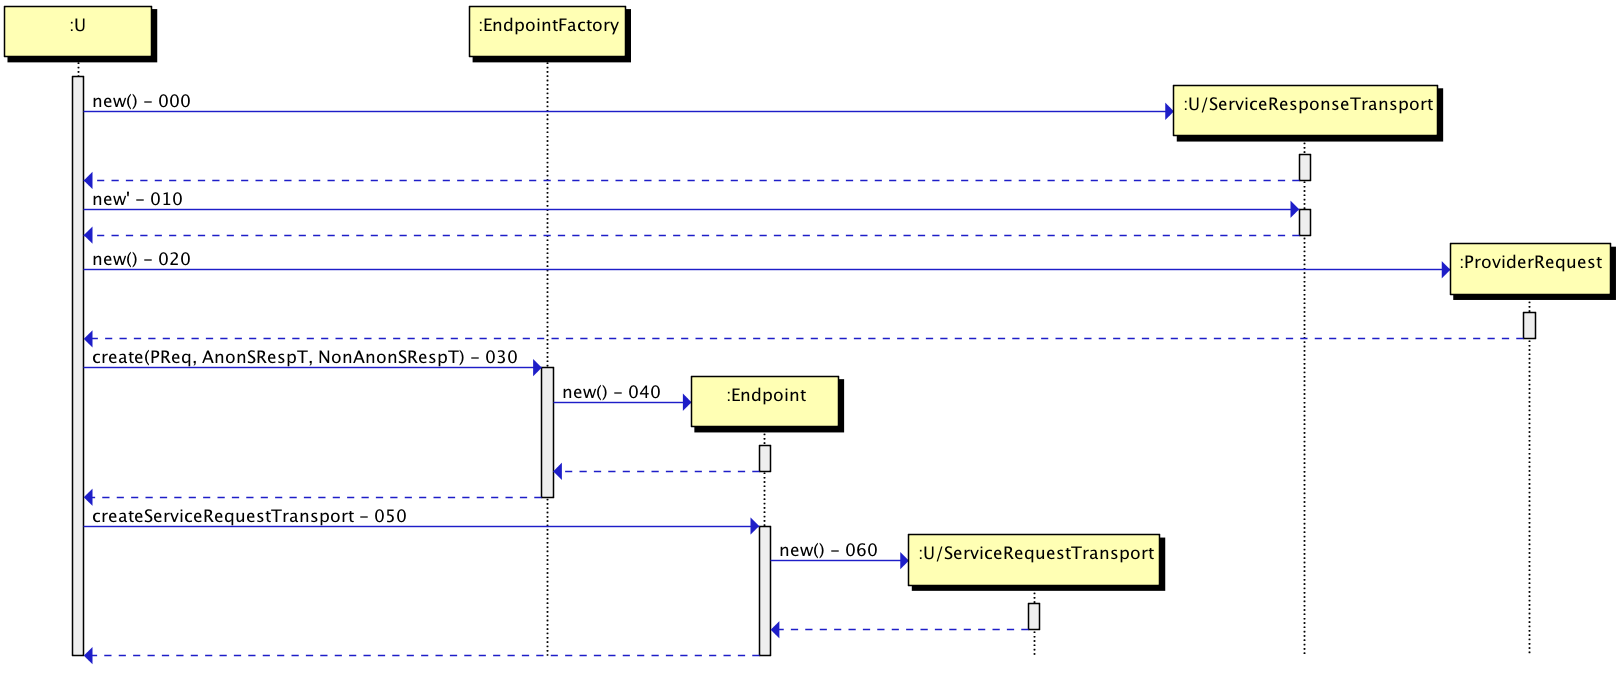 :U
:EndpointFactory
new() – 000
:U/ServiceResponseTransport
new' – 010
new() – 020
:ProviderRequest
create(PReq, AnonSRespT, NonAnonSRespT) – 030
new() – 040
:Endpoint
createServiceRequestTransport – 050
new() – 060
:U/ServiceRequestTransport